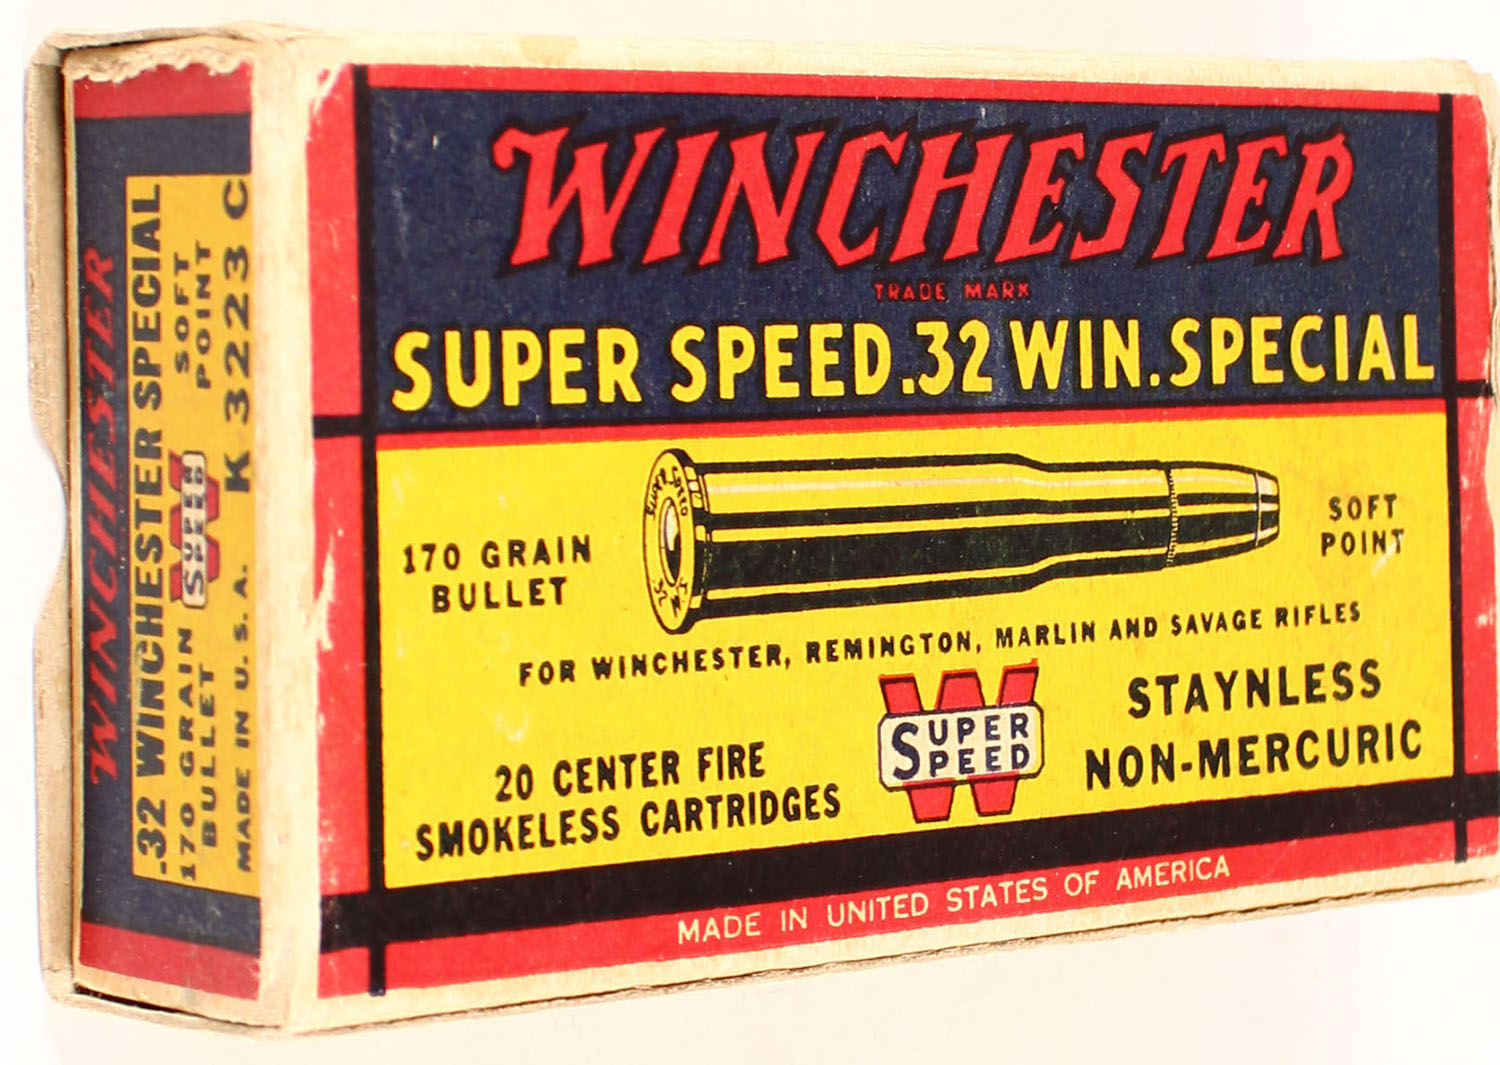 WINCHESTER
TRADE MARK
SUPER SPEED .32 WIN. SPECIAL
170 GRAIN
BULLET
SUPER SPEED
SOFT
POINT
FOR WINCHESTER, REMINGTON, MARLIN AND SAVAGE RIFLES
20 CENTER FIRE
SMOKELESS CARTRIDGES
W
SUPER
SPEED
STAYNLESS
NON-MERCURIC
MADE IN UNITED STATES OF AMERICA
WINCHESTER
.32 WINCHESTER SPECIAL
170 GRAIN
BULLET
W
SUPER
SPEED
SOFT
POINT
MADE IN U.S.A.
K 3223 C